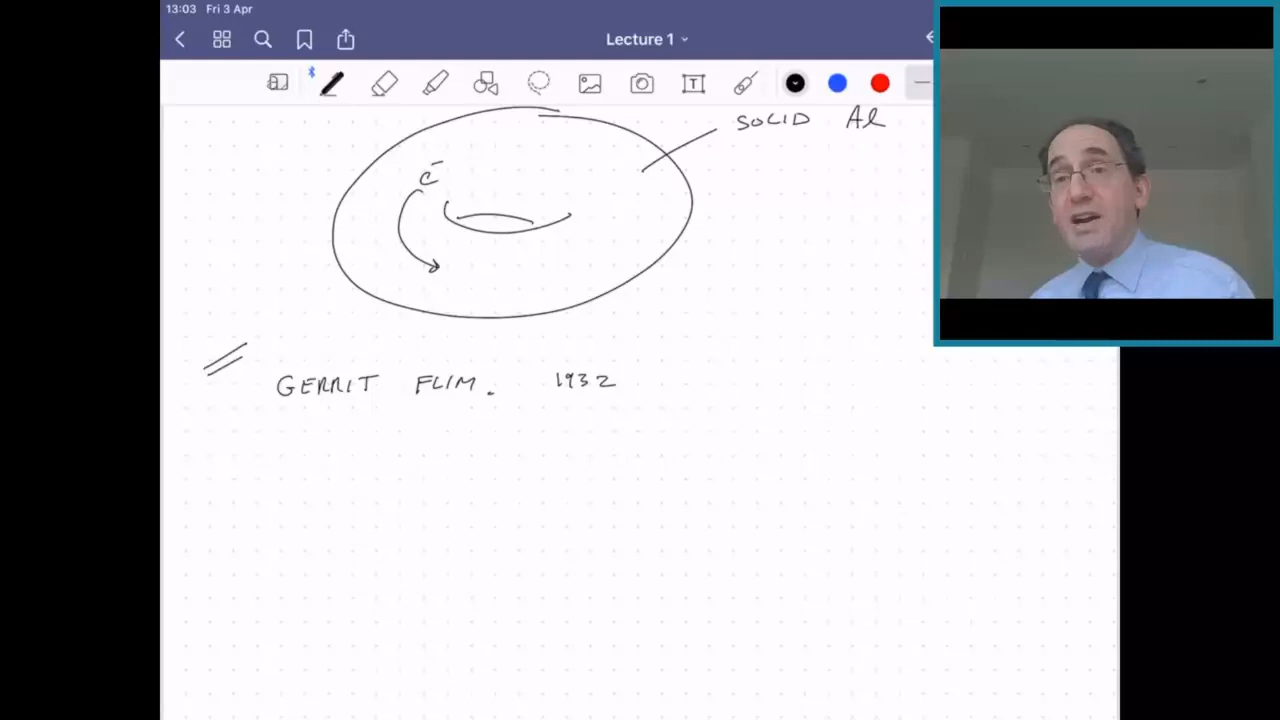 13:03 Fri 3 Apr
Lecture 1
T
SOLID Al
e-
GERRIT FLIM. 1932